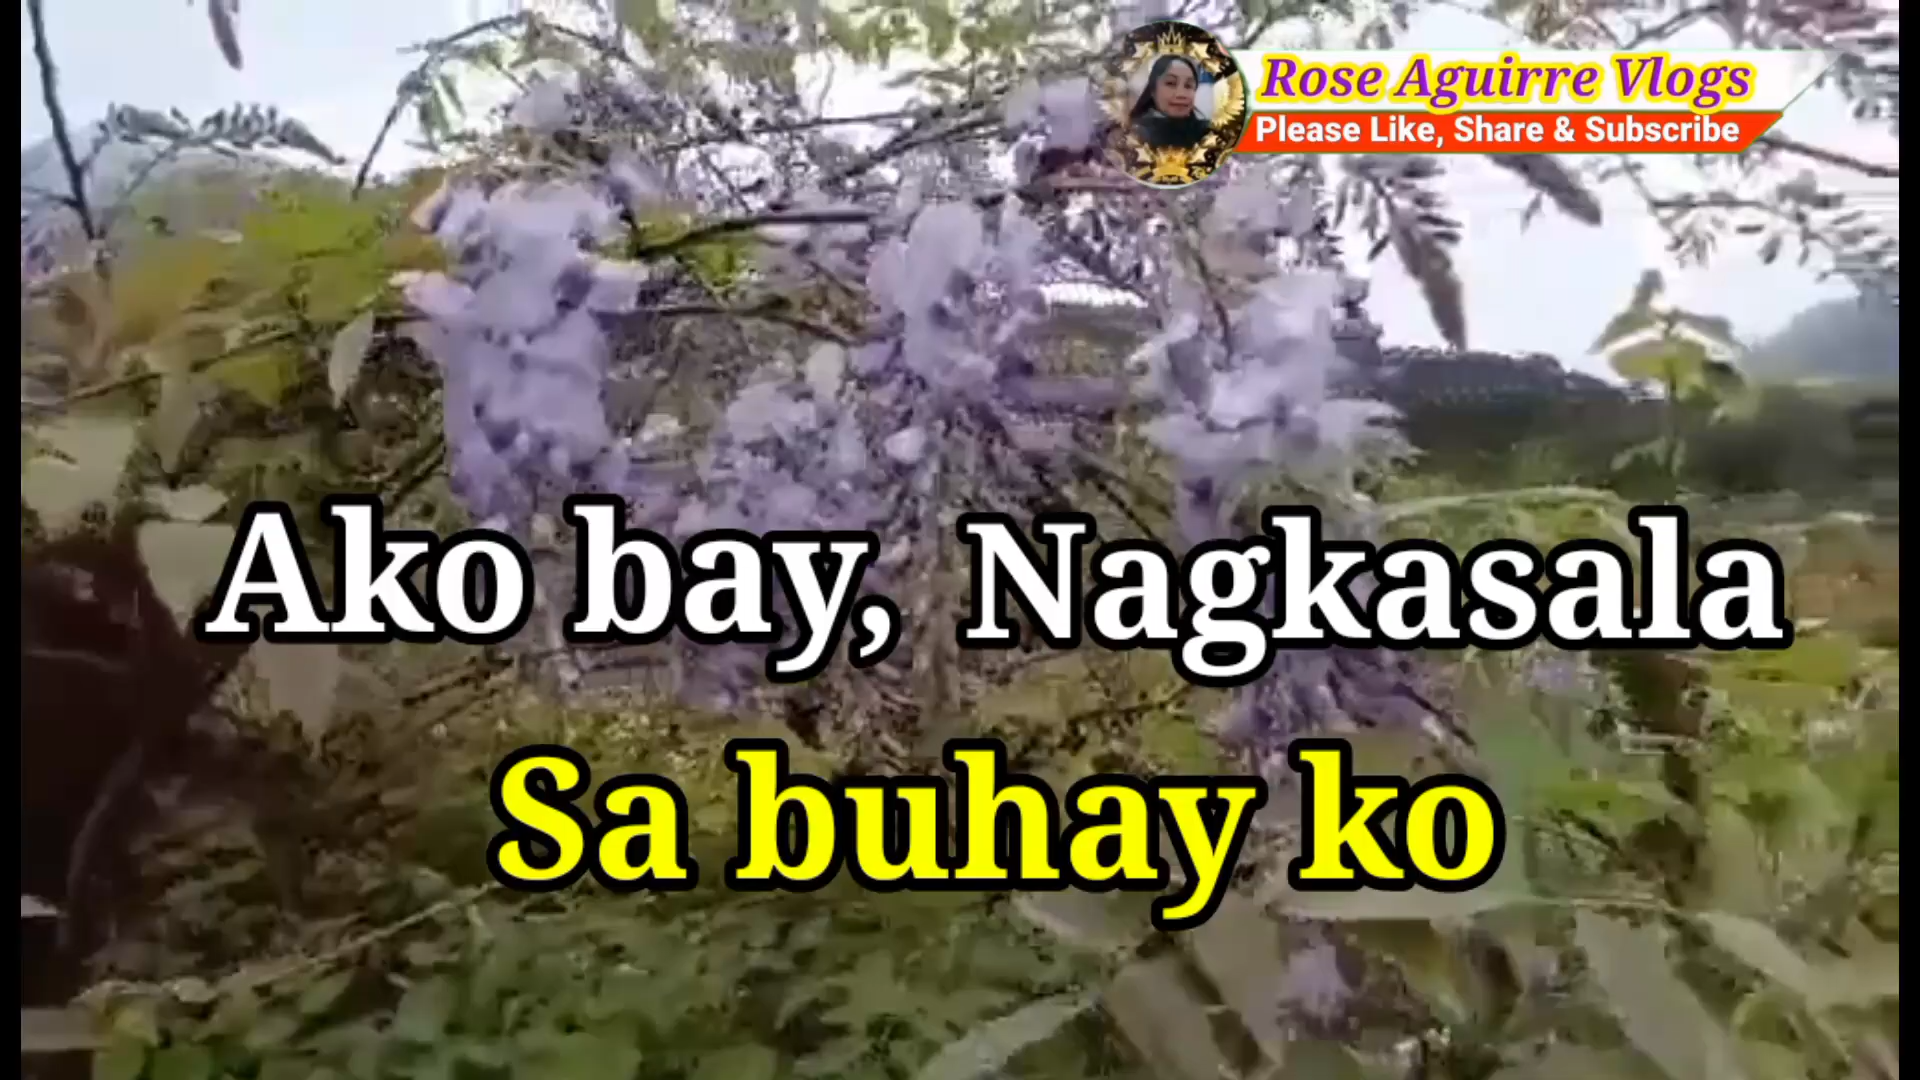 Rose Aguirre Vlogs
Please Like, Share & Subscribe
Ako bay, Nagkasala
Sa buhay ko